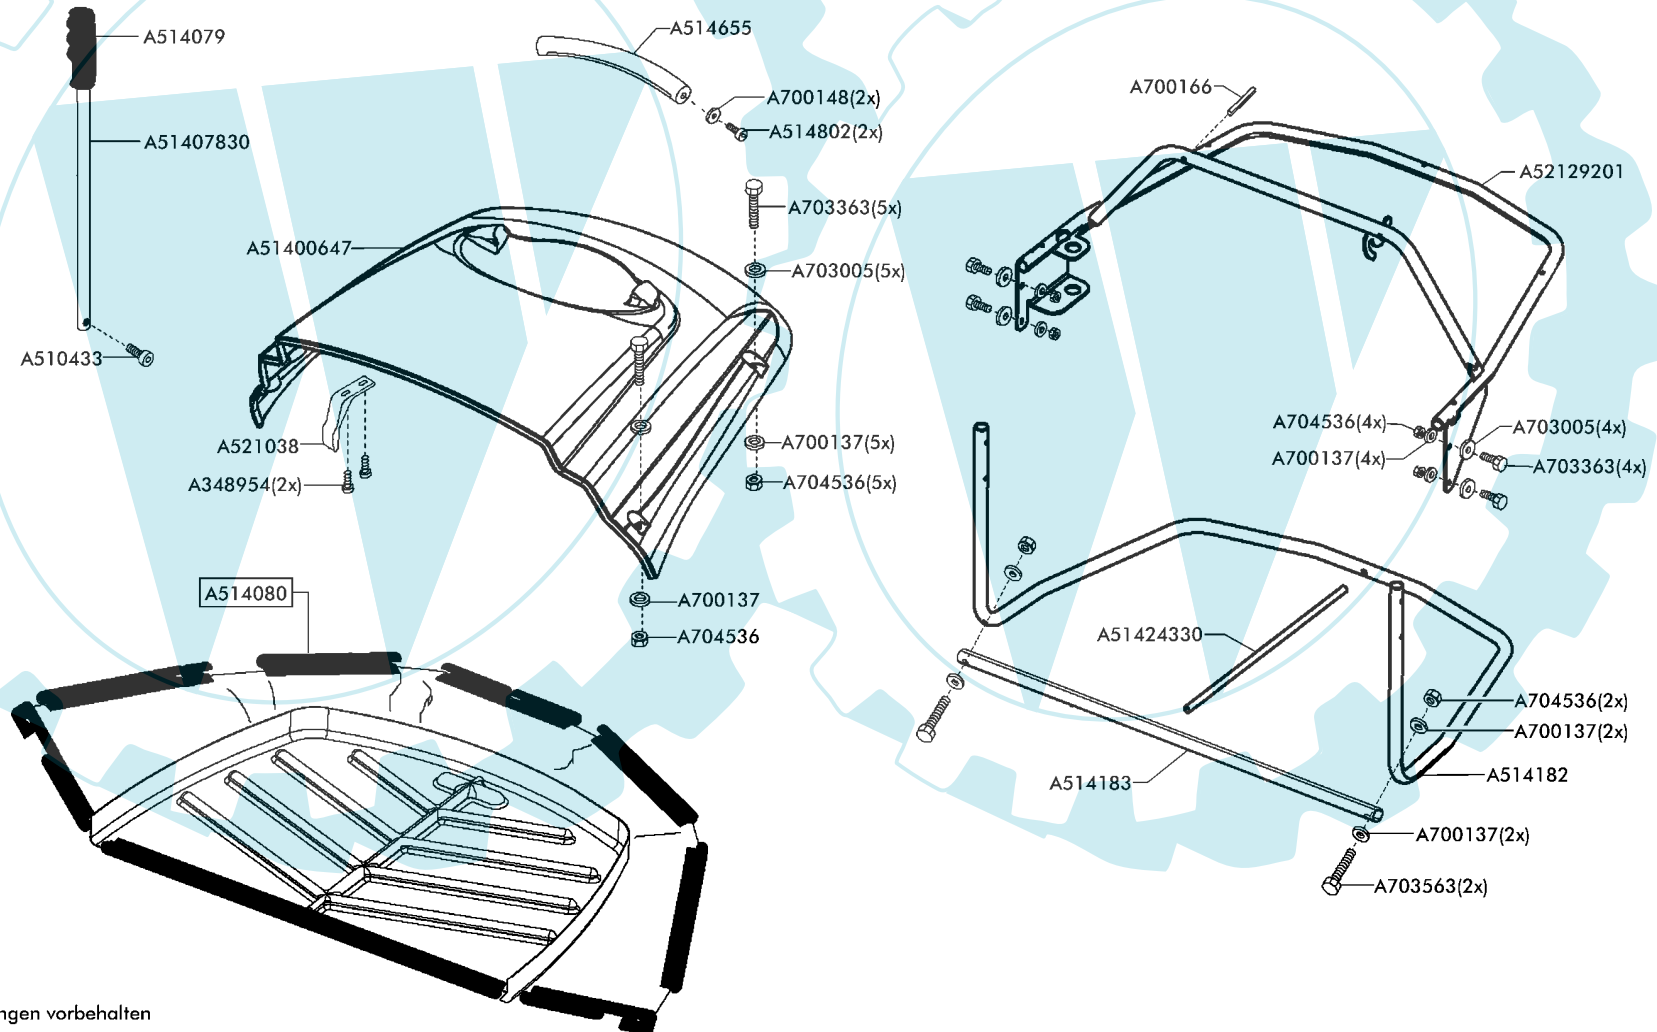 A514079
A514655
A700148(2x)
A514802(2x)
A51407830
A703363(5x)
A51400647
A703005(5x)
A510433
A521038
A348954(2x)
A700137(5x)
A704536(5x)
A514080
A700137
A704536
A700166
A52129201
A704536(4x)
A703005(4x)
A700137(4x)
A703363(4x)
A51424330
A704536(2x)
A700137(2x)
A514182
A514183
A700137(2x)
A703563(2x)
ngen vorbehalten